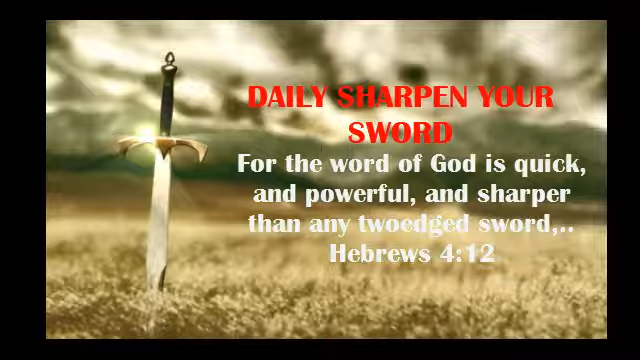 DAILY SHARPEN YOUR
SWORD
For the word of God is quick,
and powerful, and sharper
than any twoedged sword,..
Hebrews 4:12